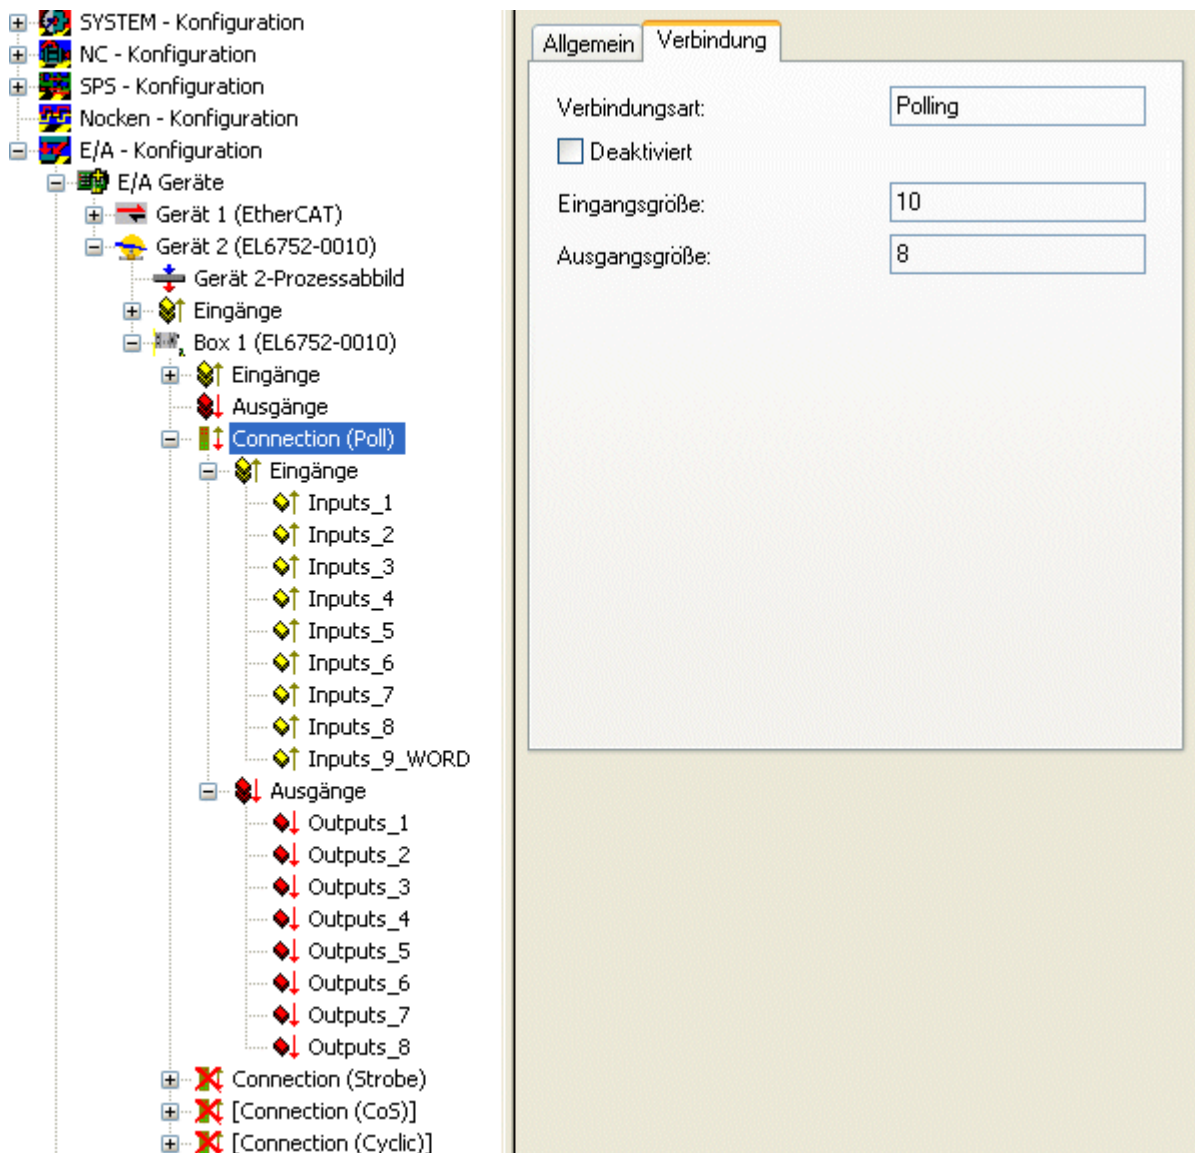 SYSTEM - Konfiguration
NC - Konfiguration
SPS - Konfiguration
Nocken - Konfiguration
E/A - Konfiguration
E/A Geräte
Gerät 1 (EtherCAT)
Gerät 2 (EL6752-0010)
Gerät 2-Prozessabbild
Eingänge
Box 1 (EL6752-0010)
Eingänge
Ausgänge
Connection (Poll)
Eingänge
Inputs_1
Inputs_2
Inputs_3
Inputs_4
Inputs_5
Inputs_6
Inputs_7
Inputs_8
Inputs_9_WORD
Ausgänge
Outputs_1
Outputs_2
Outputs_3
Outputs_4
Outputs_5
Outputs_6
Outputs_7
Outputs_8
Connection (Strobe)
[Connection (CoS)]
[Connection (Cyclic)]
Allgemein Verbindung
Verbindungsart: Polling
Deaktiviert
Eingangsgröße: 10
Ausgangsgröße: 8